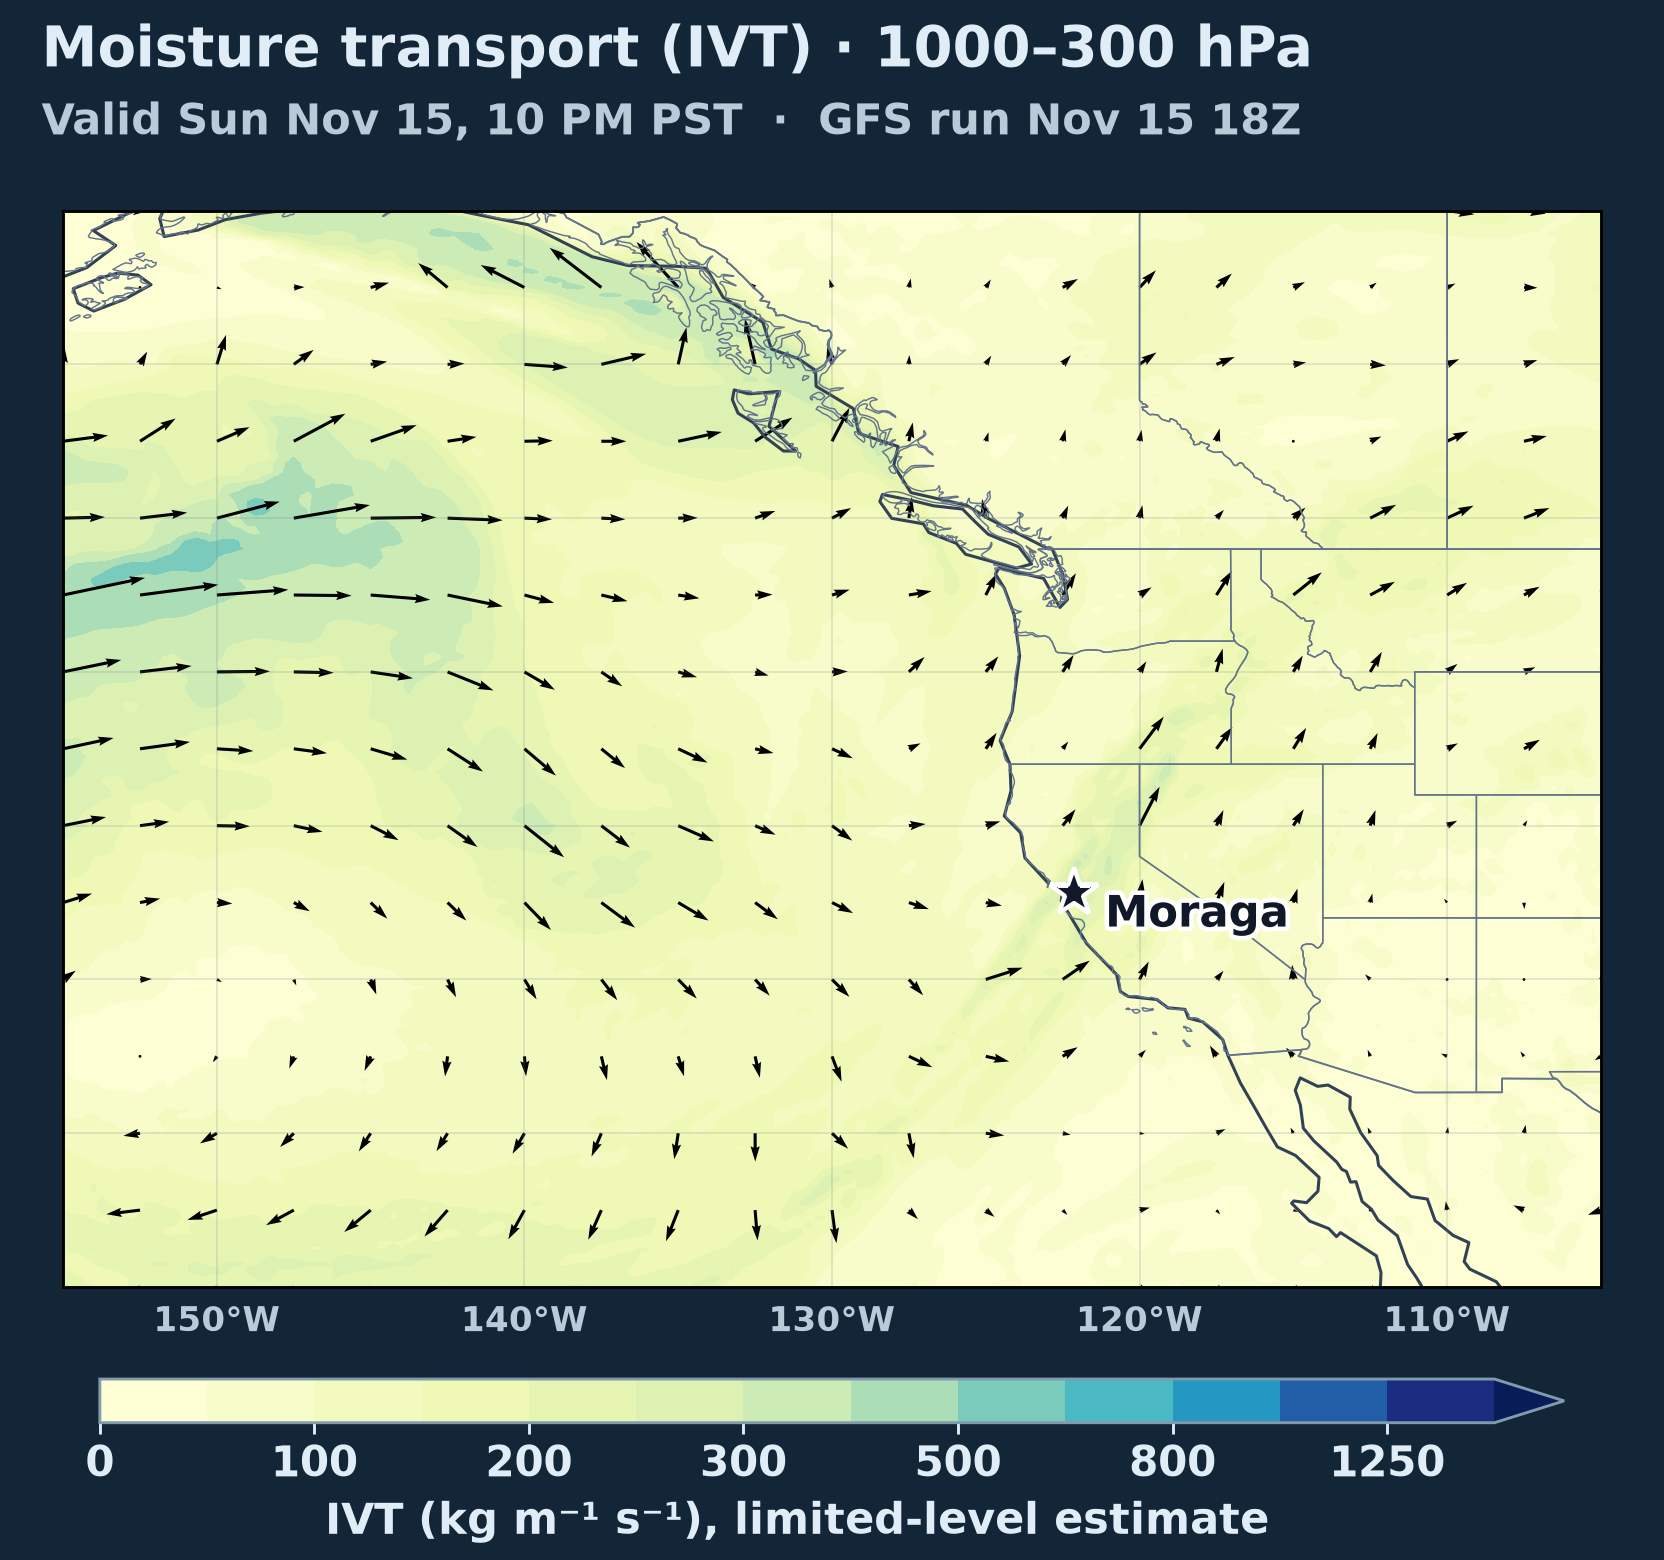 Moisture transport (IVT) · 1000–300 hPa
Valid Sun Nov 15, 10 PM PST · GFS run Nov 15 18Z
Moraga
150°W 140°W 130°W 120°W 110°W
0 100 200 300 500 800 1250
IVT (kg m⁻¹ s⁻¹), limited-level estimate